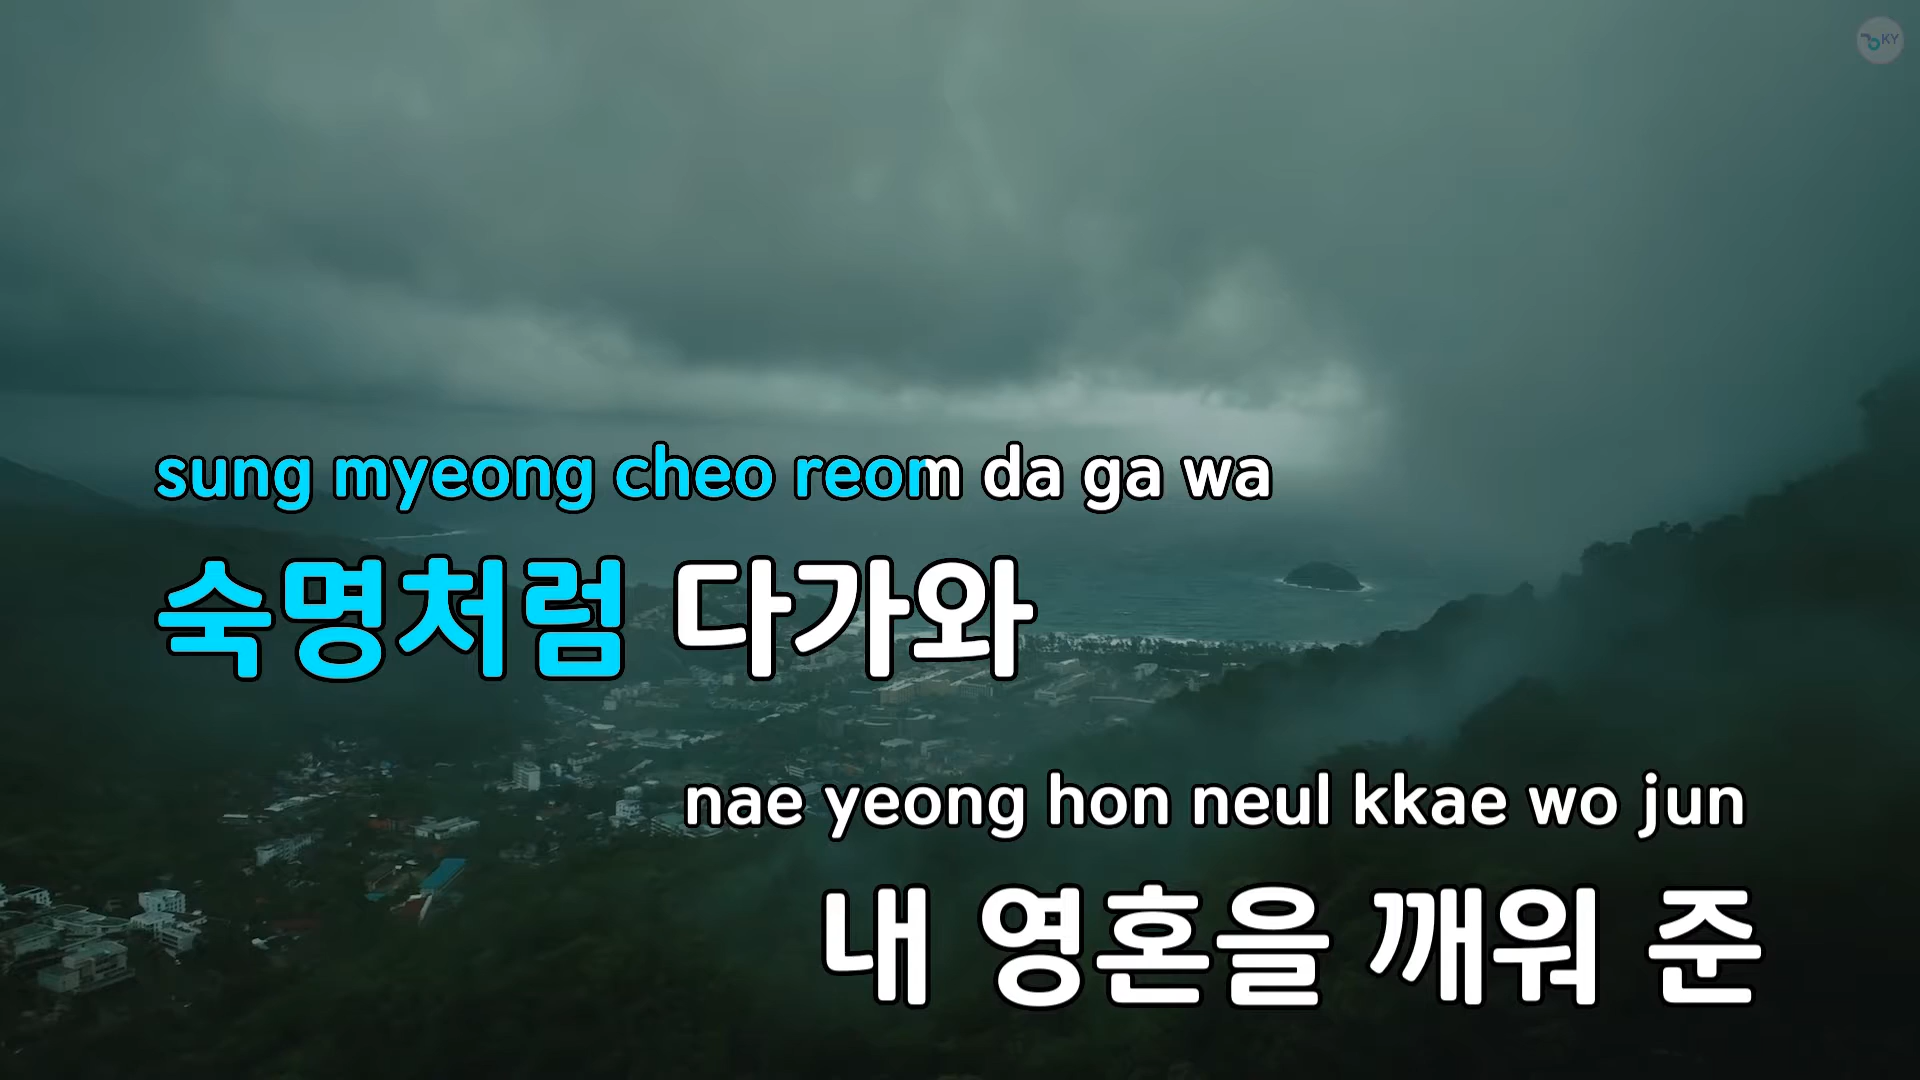 KY
sung myeong cheo reom da ga wa
숙명처럼 다가와
nae yeong hon neul kkae wo jun
내 영혼을 깨워 준